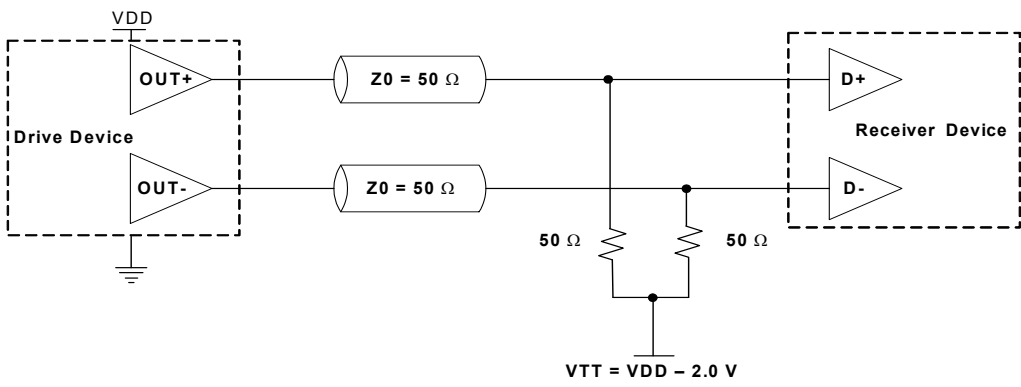 VDD
OUT+
Z0 = 50 Ω
D+
Drive Device
Receiver Device
OUT-
Z0 = 50 Ω
D-
50 Ω
50 Ω
VTT = VDD – 2.0 V